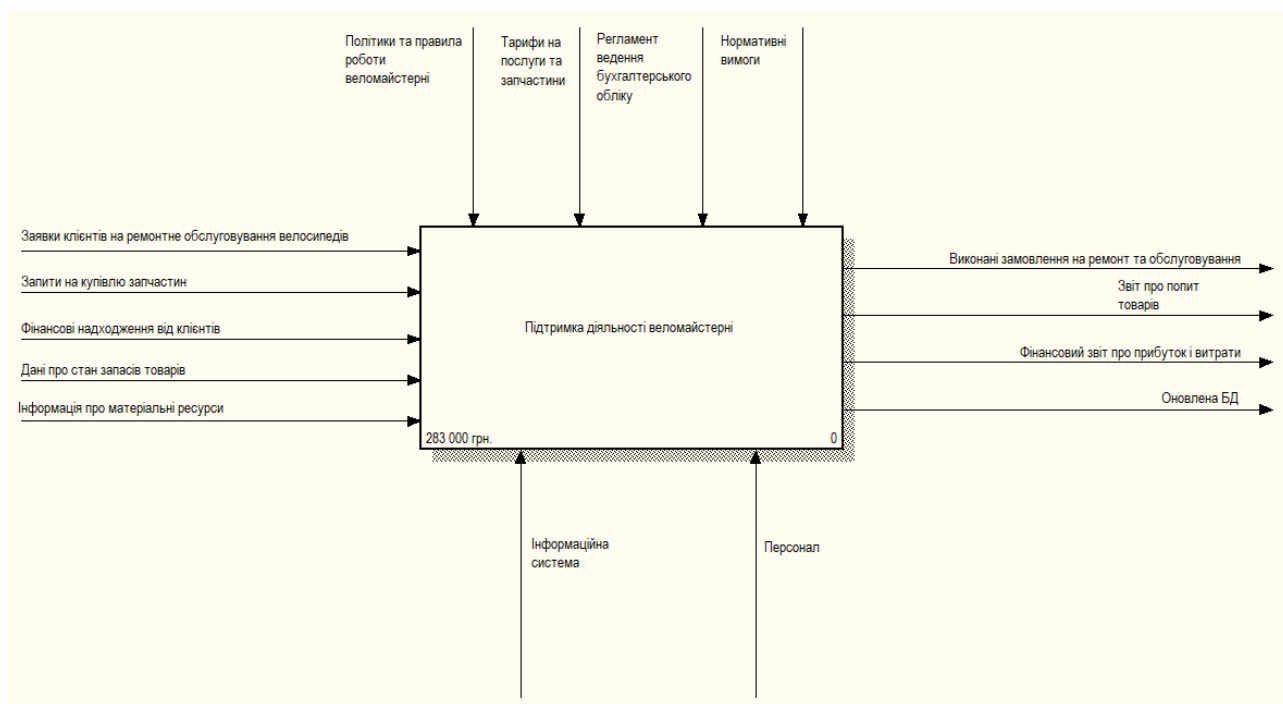 Політики та правила
роботи
веломайстерні
Тарифи на
послуги та
запчастини
Регламент
ведення
бухгалтерського
обліку
Нормативні
вимоги
Заявки клієнтів на ремонтне обслуговування велосипедів
Запити на купівлю запчастин
Фінансові надходження від клієнтів
Дані про стан запасів товарів
Інформація про матеріальні ресурси
Підтримка діяльності веломайстерні
283 000 грн.
0
Виконані замовлення на ремонт та обслуговування
Звіт про попит
товарів
Фінансовий звіт про прибуток і витрати
Оновлена БД
Інформаційна
система
Персонал